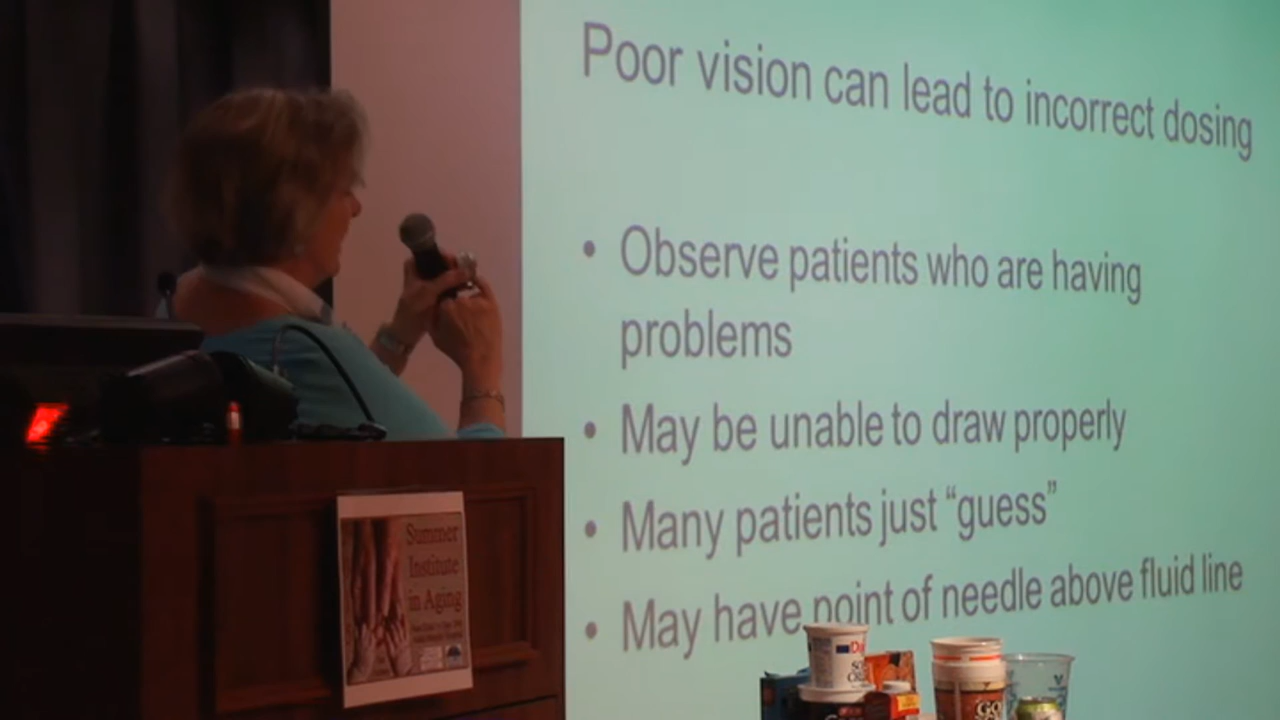 Poor vision can lead to incorrect dosing
• Observe patients who are having
problems
• May be unable to draw properly
• Many patients just “guess”
• May have point of needle above fluid line
Summer
Institute
in Aging